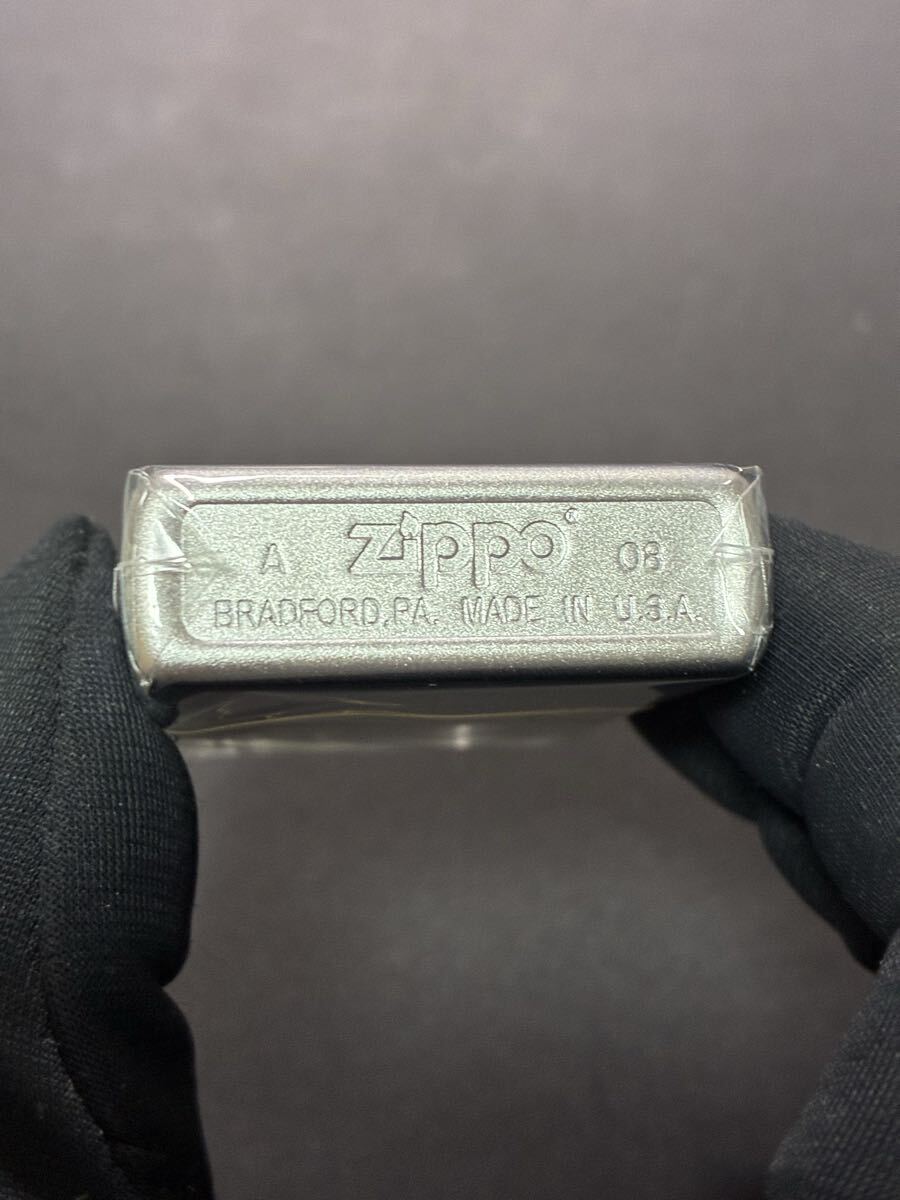 A Zippo® 08
BRADFORD, PA. MADE IN U.S.A.